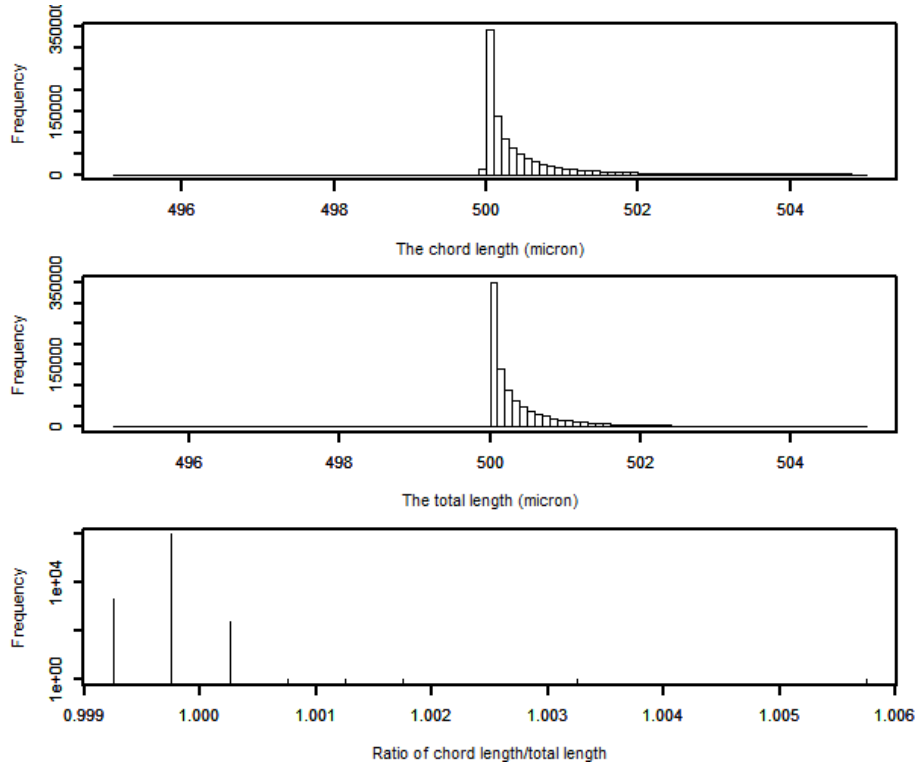 Frequency
0 150000 350000
496 498 500 502 504
The chord length (micron)
Frequency
0 150000 350000
496 498 500 502 504
The total length (micron)
Frequency
1e+00 1e+04
0.999 1.000 1.001 1.002 1.003 1.004 1.005 1.006
Ratio of chord length/total length